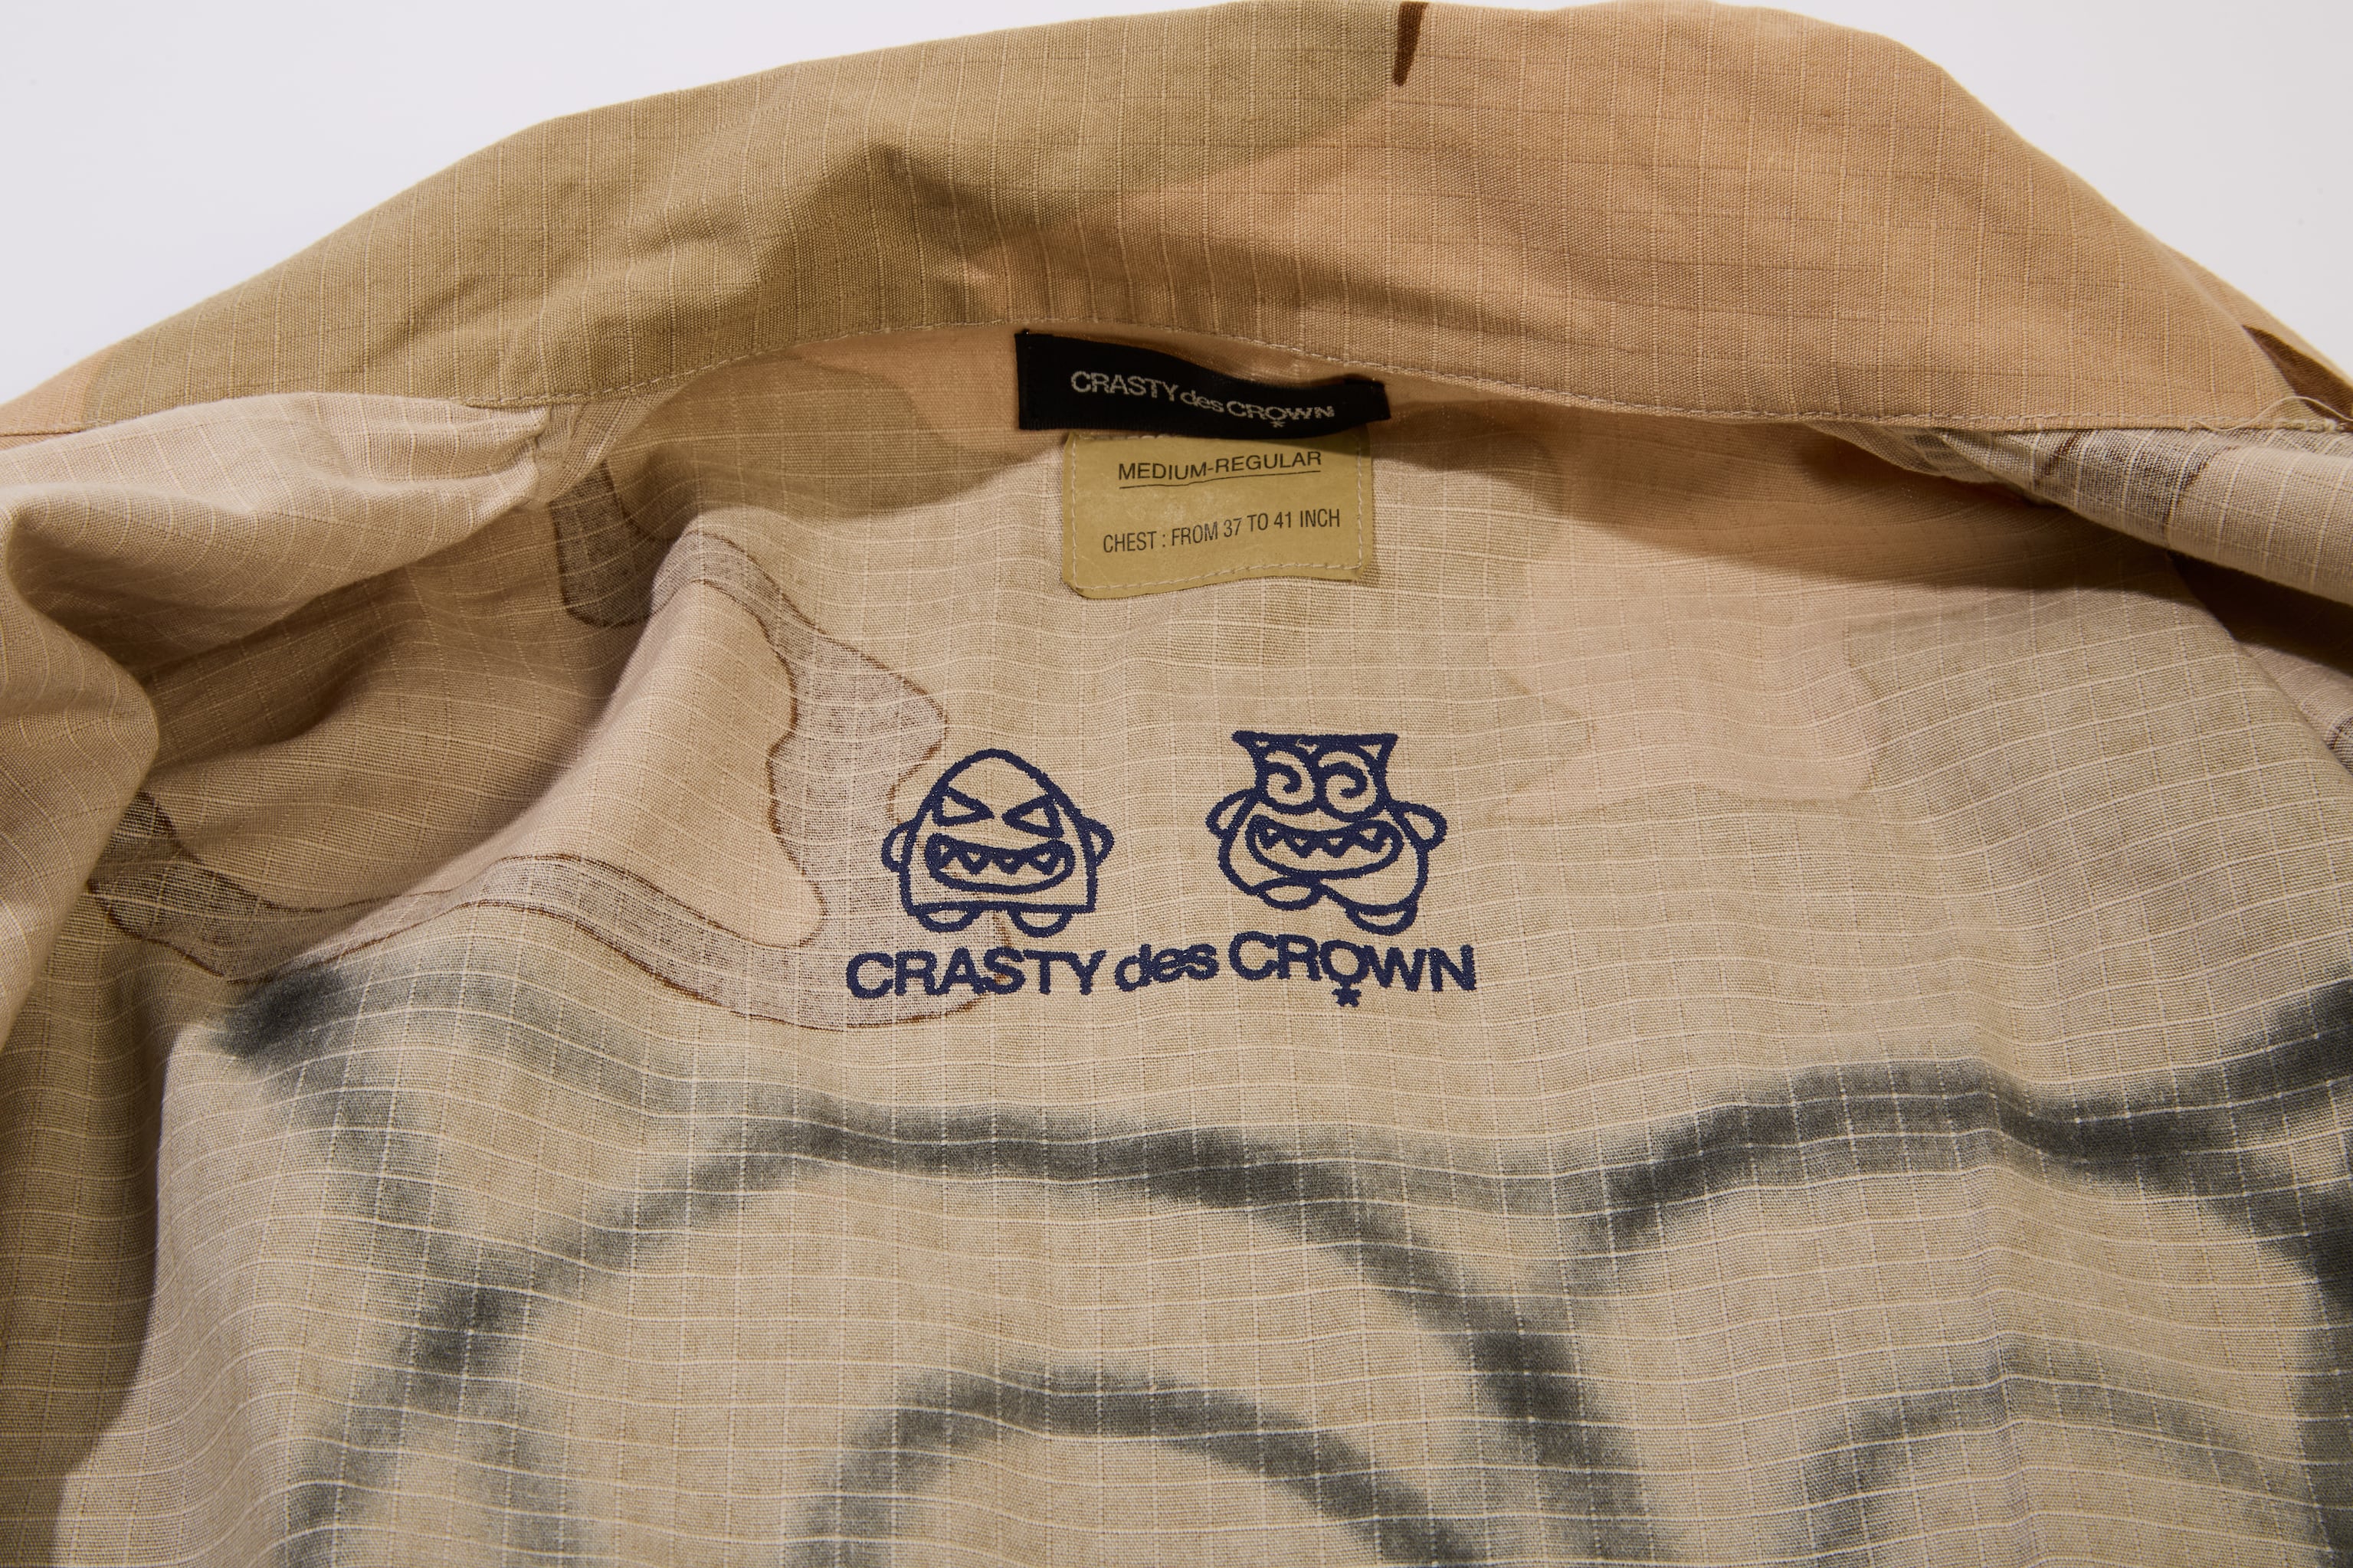 CRASTY des CROWN
MEDIUM-REGULAR
CHEST : FROM 37 TO 41 INCH
CRASTY des CROWN